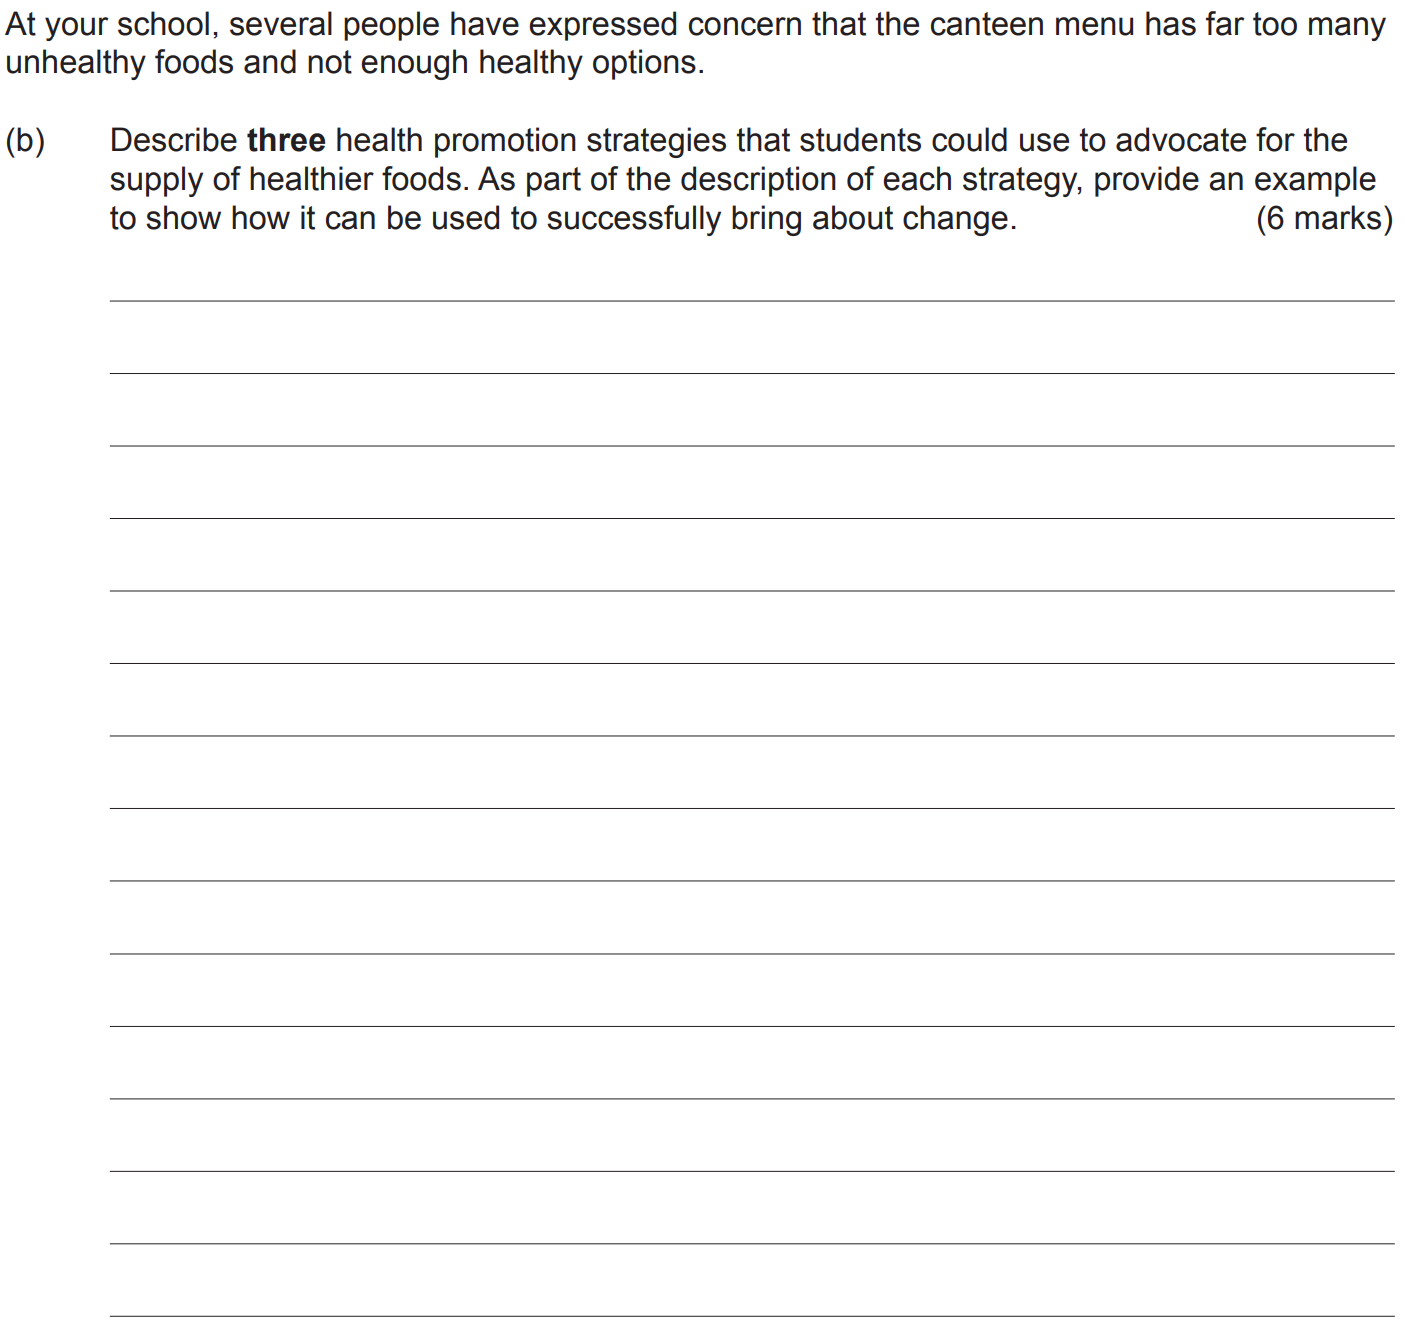 At your school, several people have expressed concern that the canteen menu has far too many
unhealthy foods and not enough healthy options.
(b) Describe three health promotion strategies that students could use to advocate for the
supply of healthier foods. As part of the description of each strategy, provide an example
to show how it can be used to successfully bring about change. (6 marks)